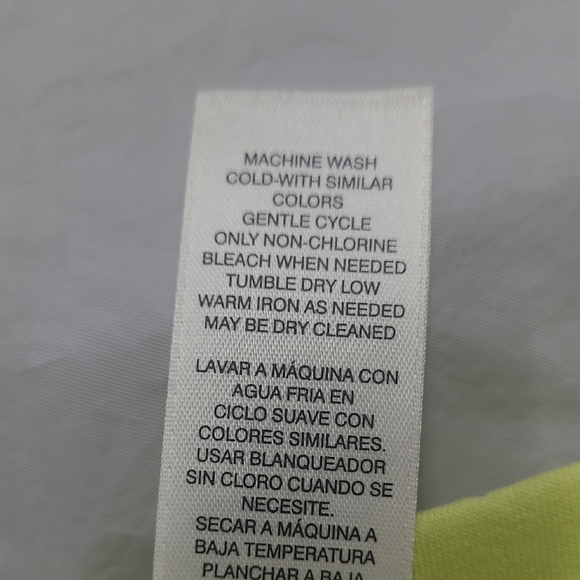 MACHINE WASH
COLD-WITH SIMILAR
COLORS
GENTLE CYCLE
ONLY NON-CHLORINE
BLEACH WHEN NEEDED
TUMBLE DRY LOW
WARM IRON AS NEEDED
MAY BE DRY CLEANED
LAVAR A MÁQUINA CON
AGUA FRIA EN
CICLO SUAVE CON
COLORES SIMILARES.
USAR BLANQUEADOR
SIN CLORO CUANDO SE
NECESITE.
SECAR A MÁQUINA A
BAJA TEMPERATURA
PLANCHAR A BAJA